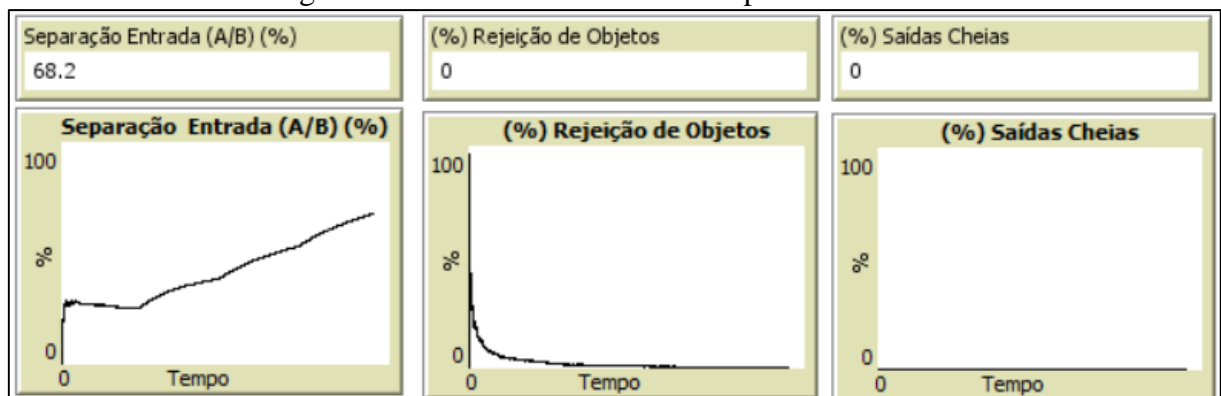 Separação Entrada (A/B) (%)
68.2
(%) Rejeição de Objetos
0
(%) Saídas Cheias
0
Separação Entrada (A/B) (%)
100
%
0
0
Tempo
(%) Rejeição de Objetos
100
%
0
0
Tempo
(%) Saídas Cheias
100
%
0
0
Tempo